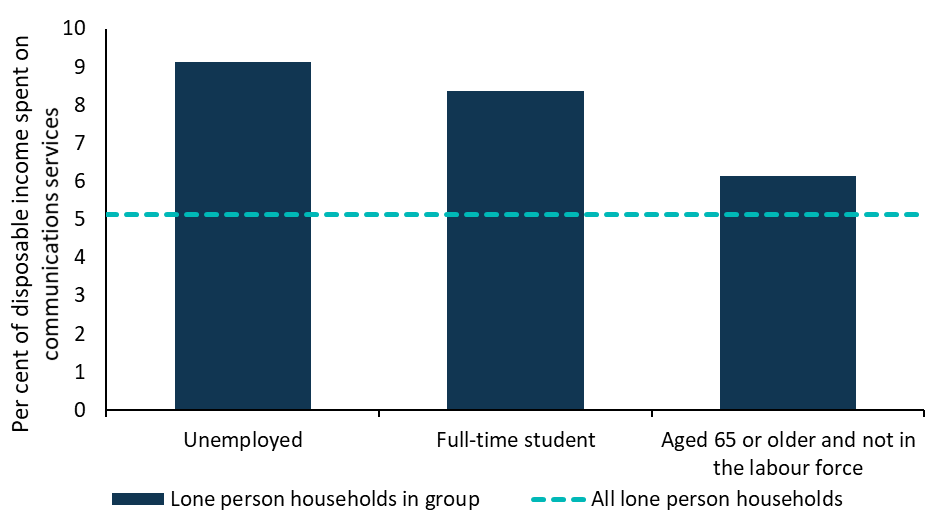 Per cent of disposable income spent on
communications services
10
9
8
7
6
5
4
3
2
1
0
Unemployed
Full-time student
Aged 65 or older and not in
the labour force
Lone person households in group
All lone person households